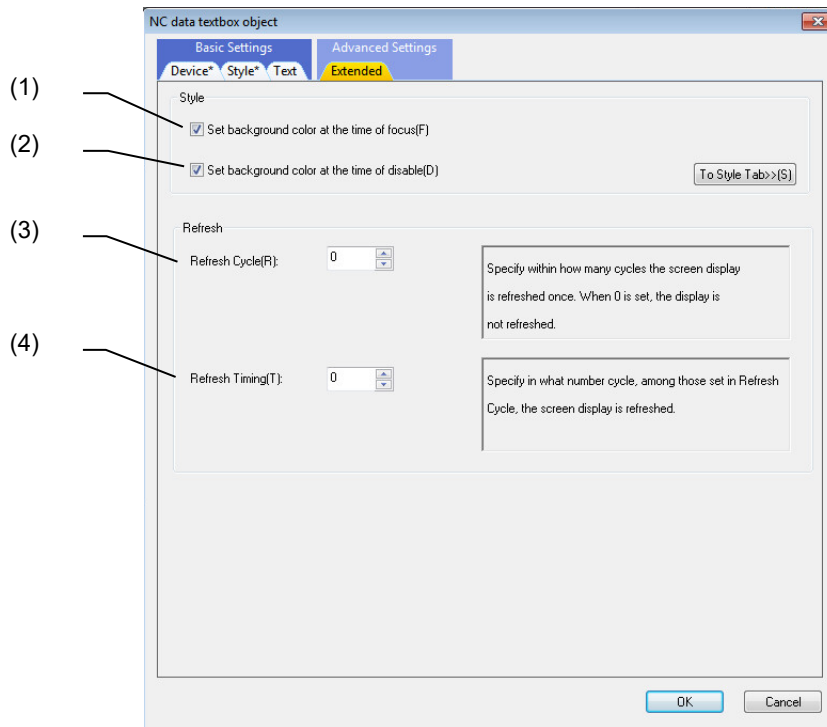 NC data textbox object
Basic Settings
Advanced Settings
Device* Style* Text
Extended
Style
(1)
Set background color at the time of focus(F)
(2)
Set background color at the time of disable(D)
To Style Tab>>(S)
Refresh
(3)
Refresh Cycle(R):
0
Specify within how many cycles the screen display
is refreshed once. When 0 is set, the display is
not refreshed.
(4)
Refresh Timing(T):
0
Specify in what number cycle, among those set in Refresh
Cycle, the screen display is refreshed.
OK
Cancel